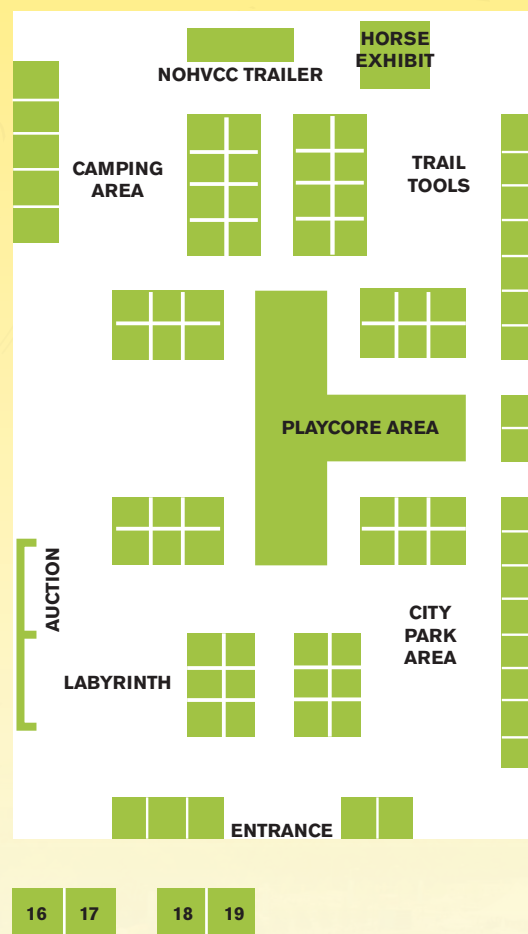 HORSE
EXHIBIT
NOHVCC TRAILER
CAMPING
AREA
TRAIL
TOOLS
PLAYCORE AREA
AUCTION
CITY
PARK
AREA
LABYRINTH
ENTRANCE
16 17 18 19